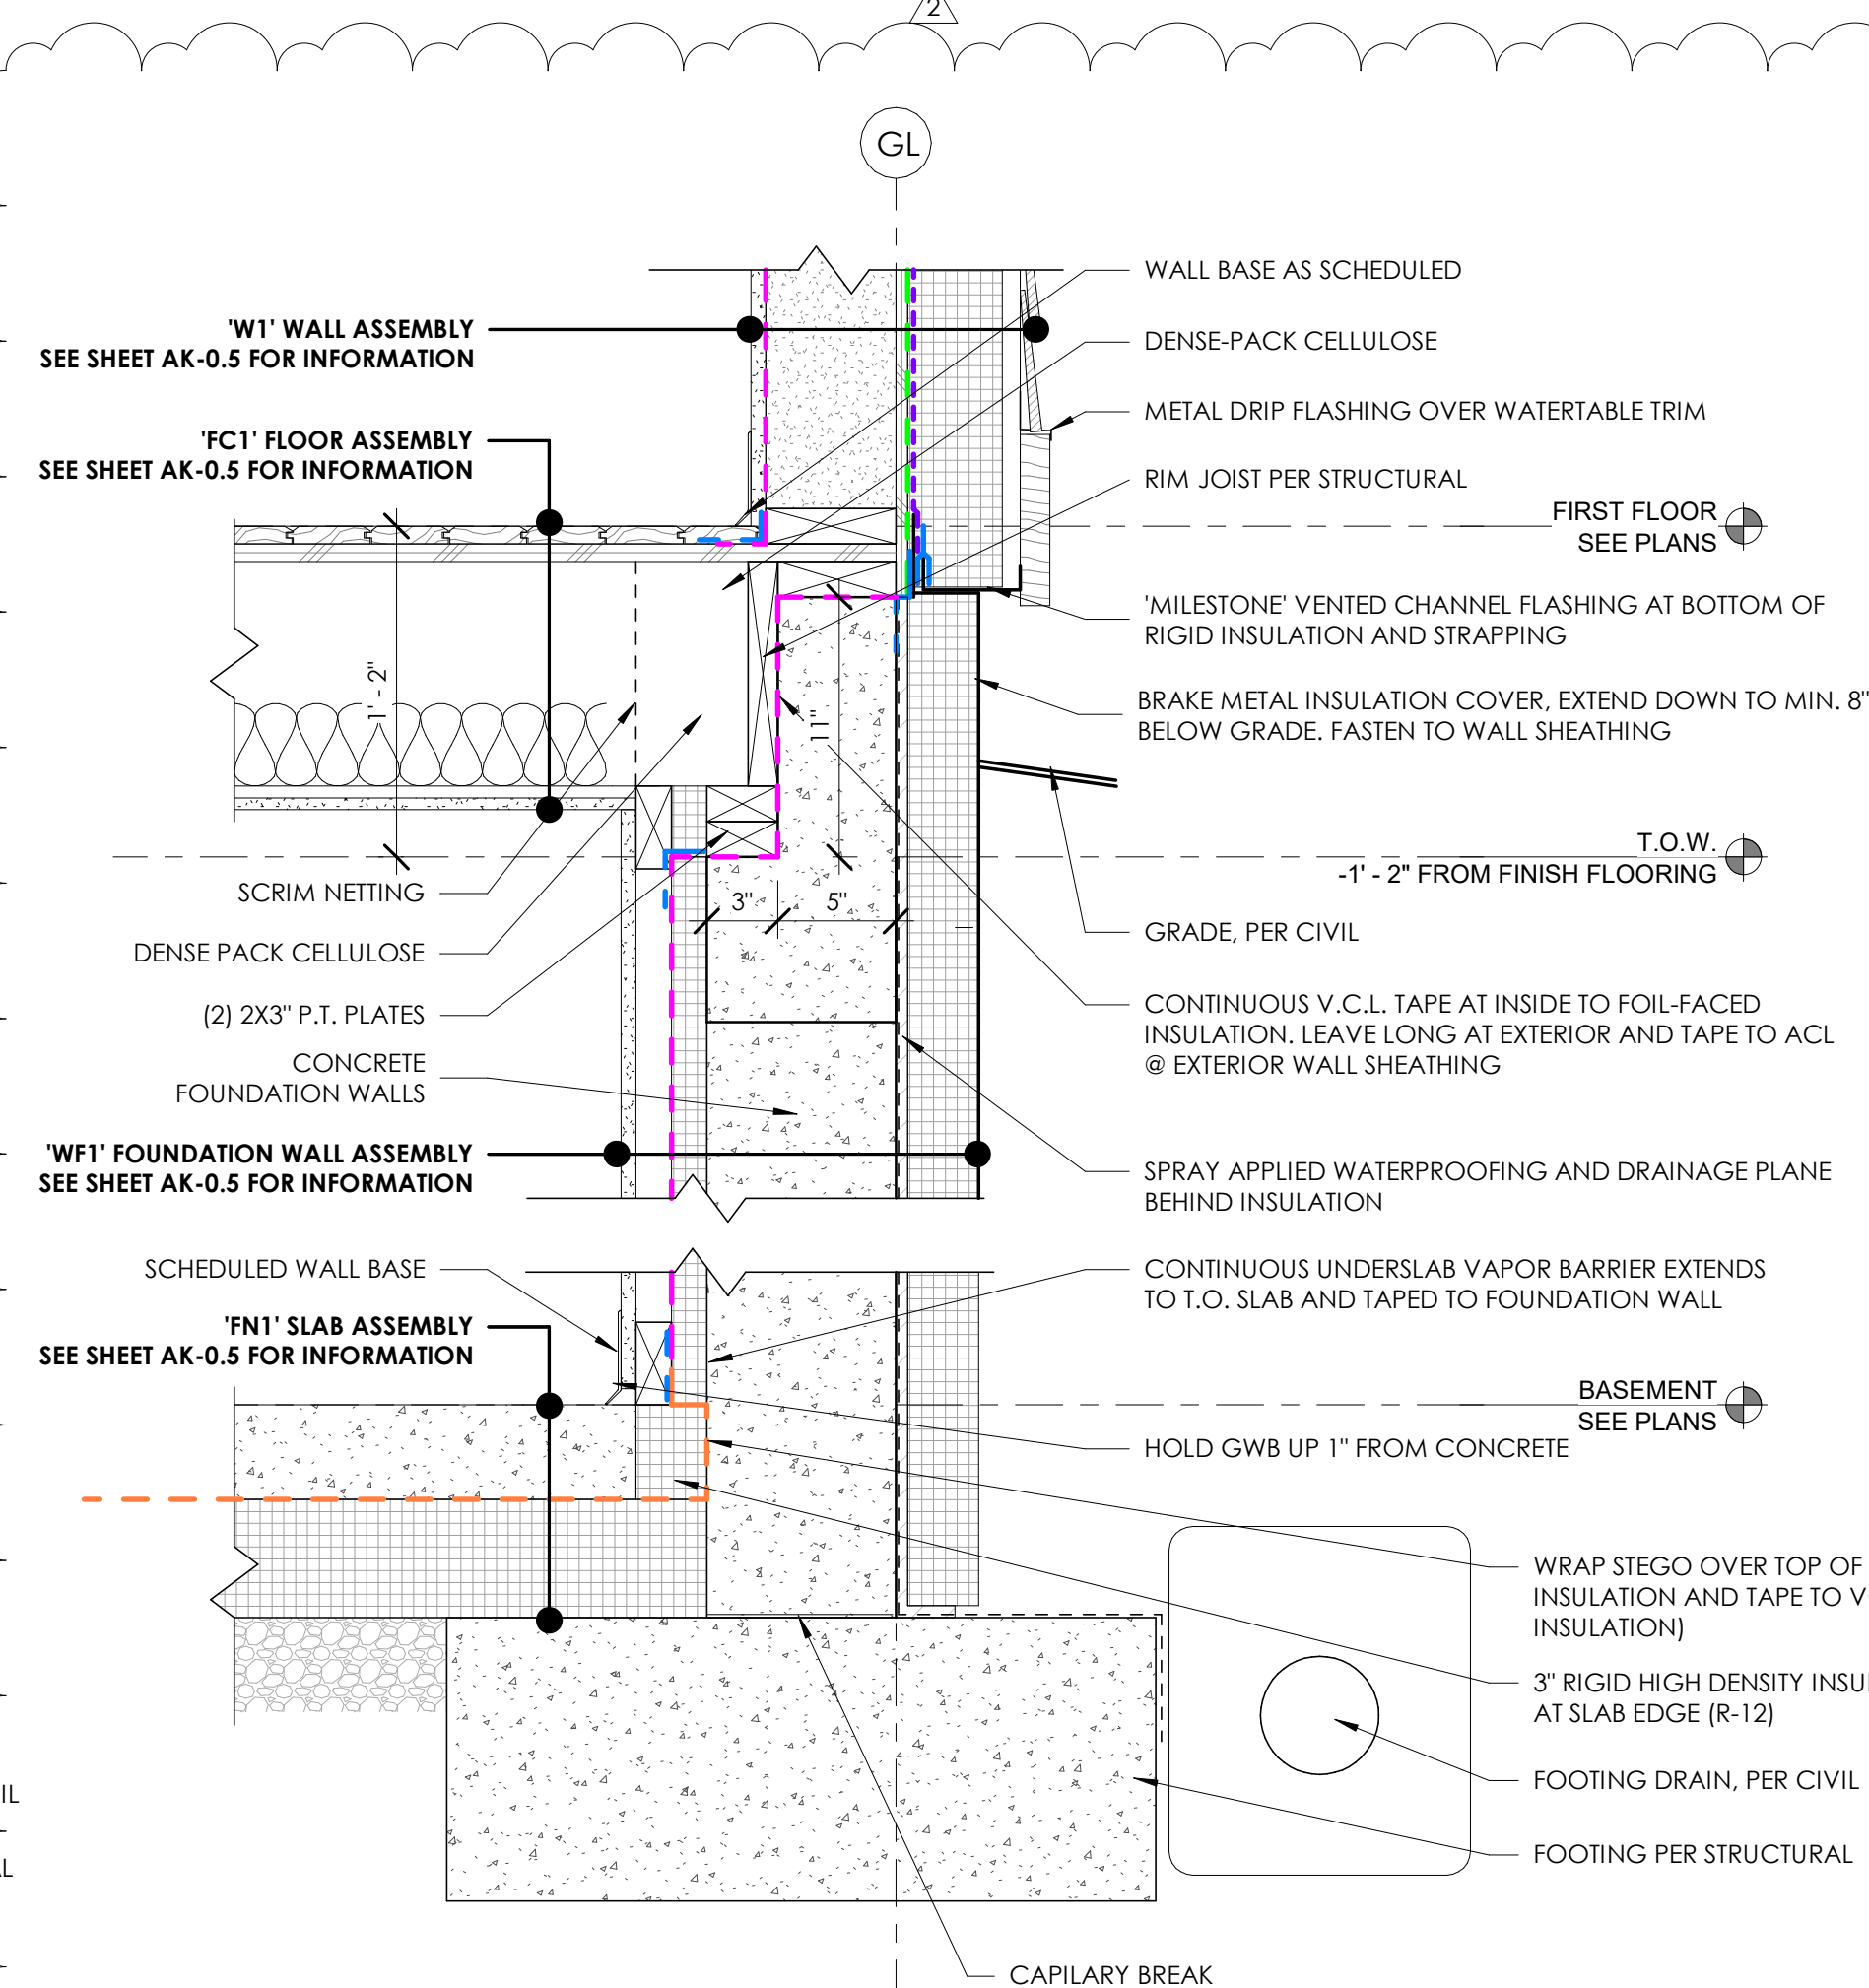 2
GL
'W1' WALL ASSEMBLY
SEE SHEET AK-0.5 FOR INFORMATION
'FC1' FLOOR ASSEMBLY
SEE SHEET AK-0.5 FOR INFORMATION
1' - 2"
11"
3"
5"
SCRIM NETTING
DENSE PACK CELLULOSE
(2) 2X3" P.T. PLATES
CONCRETE
FOUNDATION WALLS
'WF1' FOUNDATION WALL ASSEMBLY
SEE SHEET AK-0.5 FOR INFORMATION
SCHEDULED WALL BASE
'FN1' SLAB ASSEMBLY
SEE SHEET AK-0.5 FOR INFORMATION
WALL BASE AS SCHEDULED
DENSE-PACK CELLULOSE
METAL DRIP FLASHING OVER WATERTABLE TRIM
RIM JOIST PER STRUCTURAL
FIRST FLOOR
SEE PLANS
'MILESTONE' VENTED CHANNEL FLASHING AT BOTTOM OF
RIGID INSULATION AND STRAPPING
BRAKE METAL INSULATION COVER, EXTEND DOWN TO MIN. 8"
BELOW GRADE. FASTEN TO WALL SHEATHING
T.O.W.
-1' - 2" FROM FINISH FLOORING
GRADE, PER CIVIL
CONTINUOUS V.C.L. TAPE AT INSIDE TO FOIL-FACED
INSULATION. LEAVE LONG AT EXTERIOR AND TAPE TO ACL
@ EXTERIOR WALL SHEATHING
SPRAY APPLIED WATERPROOFING AND DRAINAGE PLANE
BEHIND INSULATION
CONTINUOUS UNDERSLAB VAPOR BARRIER EXTENDS
TO T.O. SLAB AND TAPED TO FOUNDATION WALL
BASEMENT
SEE PLANS
HOLD GWB UP 1" FROM CONCRETE
WRAP STEGO OVER TOP OF
INSULATION AND TAPE TO
INSULATION)
3" RIGID HIGH DENSITY
AT SLAB EDGE (R-12)
FOOTING DRAIN, PER CIVIL
FOOTING PER STRUCTURAL
CAPILARY BREAK